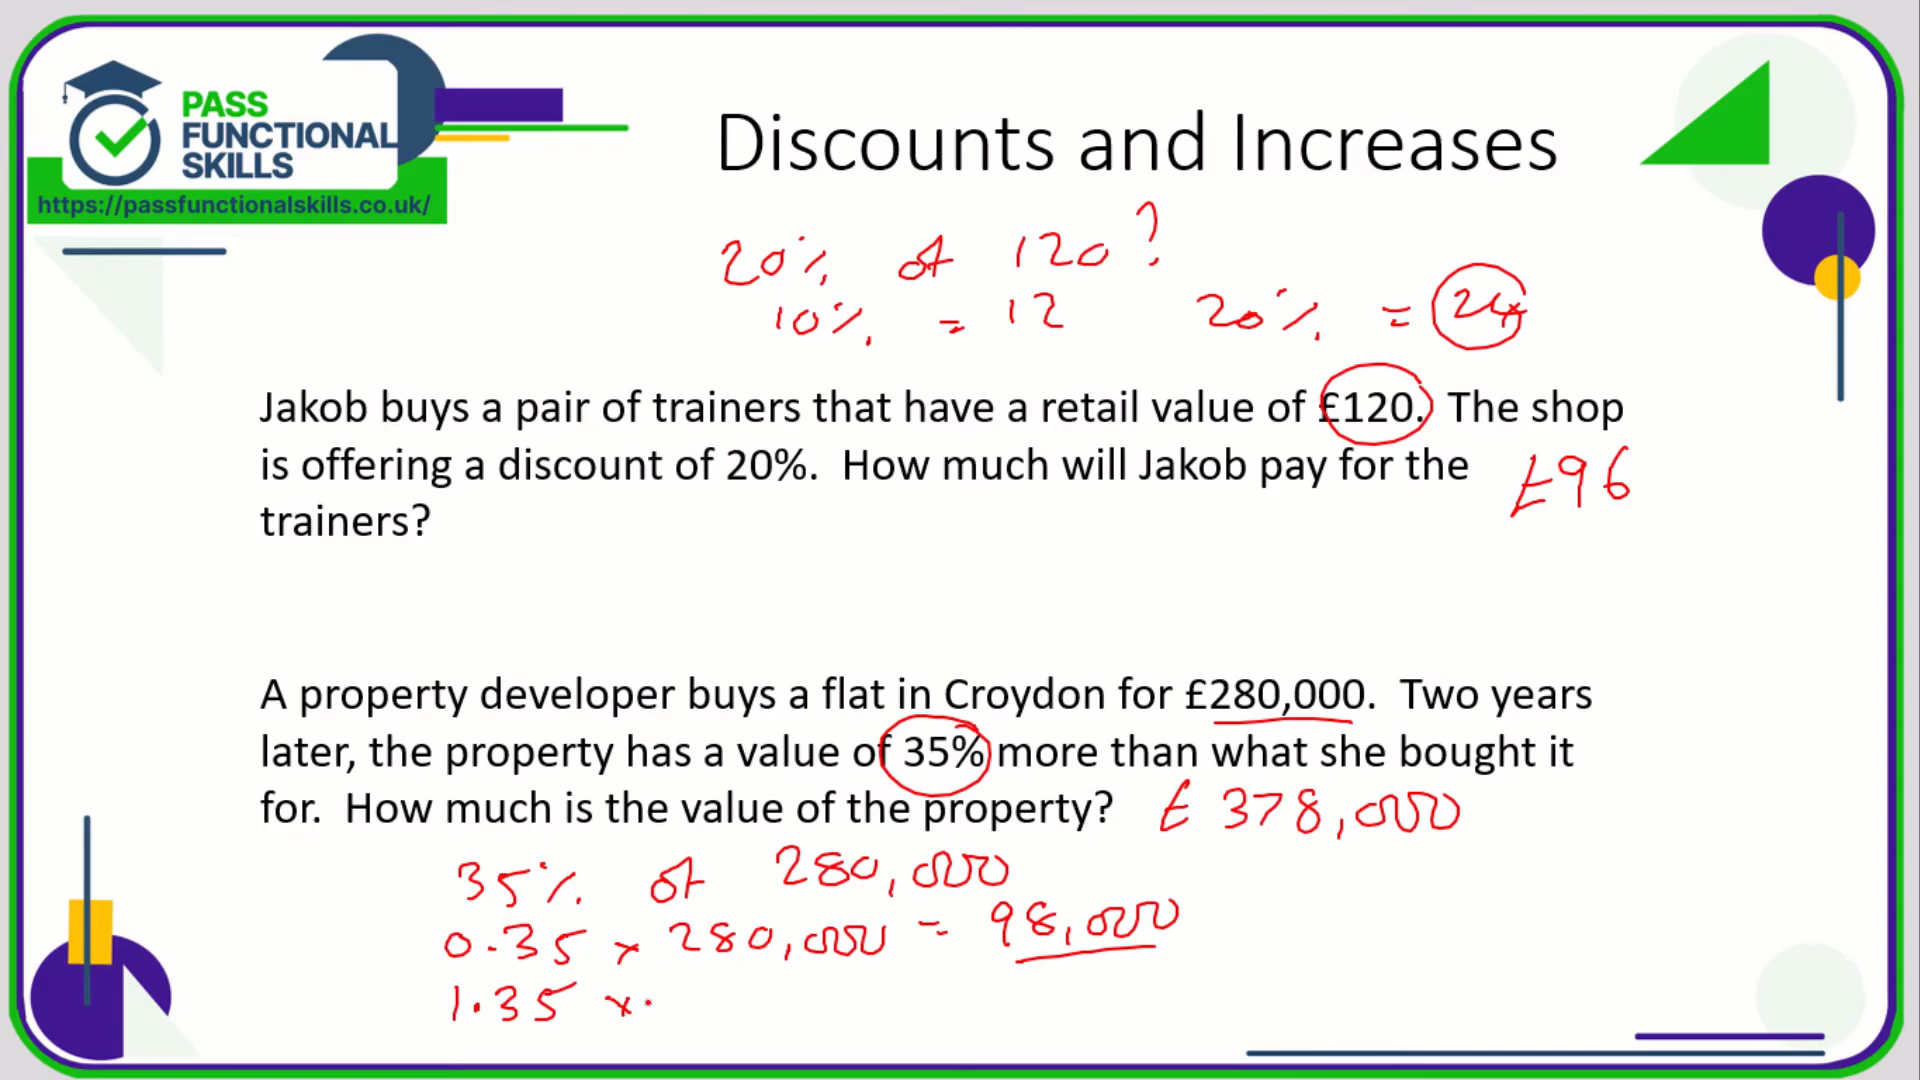 PASS
FUNCTIONAL
SKILLS
https://passfunctionalskills.co.uk/
Discounts and Increases
20% of 120?
10% = 12 20% = 24
Jakob buys a pair of trainers that have a retail value of £120. The shop
is offering a discount of 20%. How much will Jakob pay for the
trainers?
£96
A property developer buys a flat in Croydon for £280,000. Two years
later, the property has a value of 35% more than what she bought it
for. How much is the value of the property? £378,000
35% of 280,000
0.35 × 280,000 = 98,000
1.35 ×